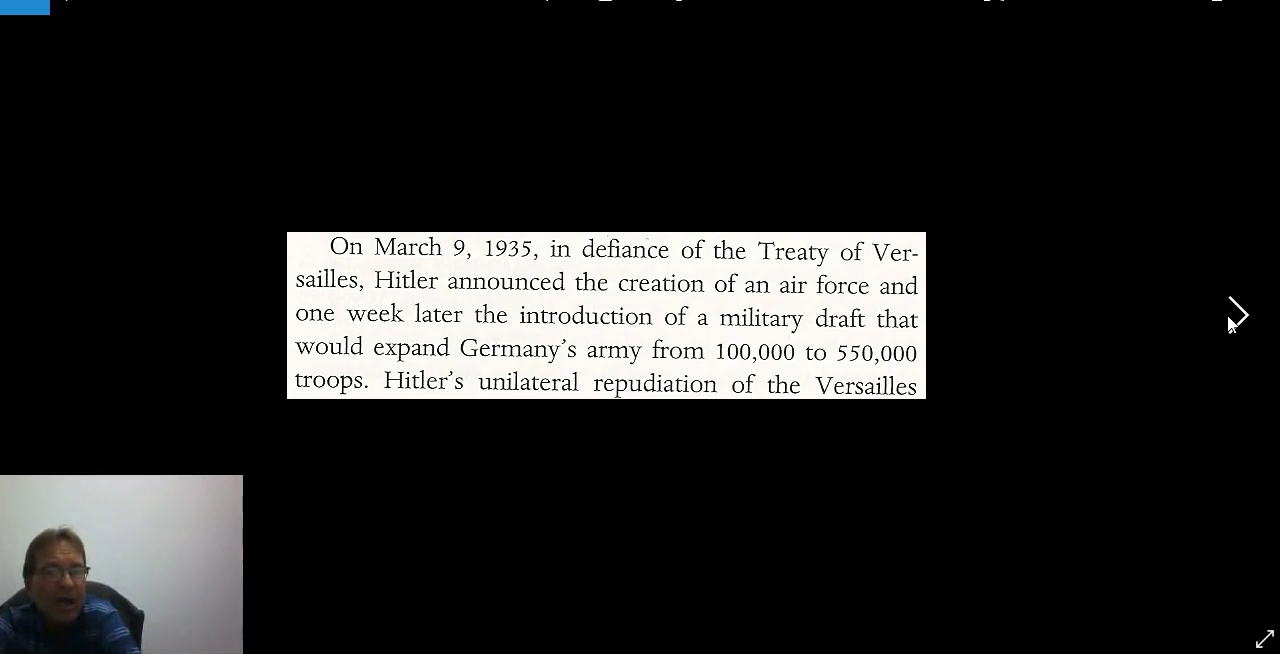 On March 9, 1935, in defiance of the Treaty of Ver-
sailles, Hitler announced the creation of an air force and
one week later the introduction of a military draft that
would expand Germany's army from 100,000 to 550,000
troops. Hitler's unilateral repudiation of the Versailles